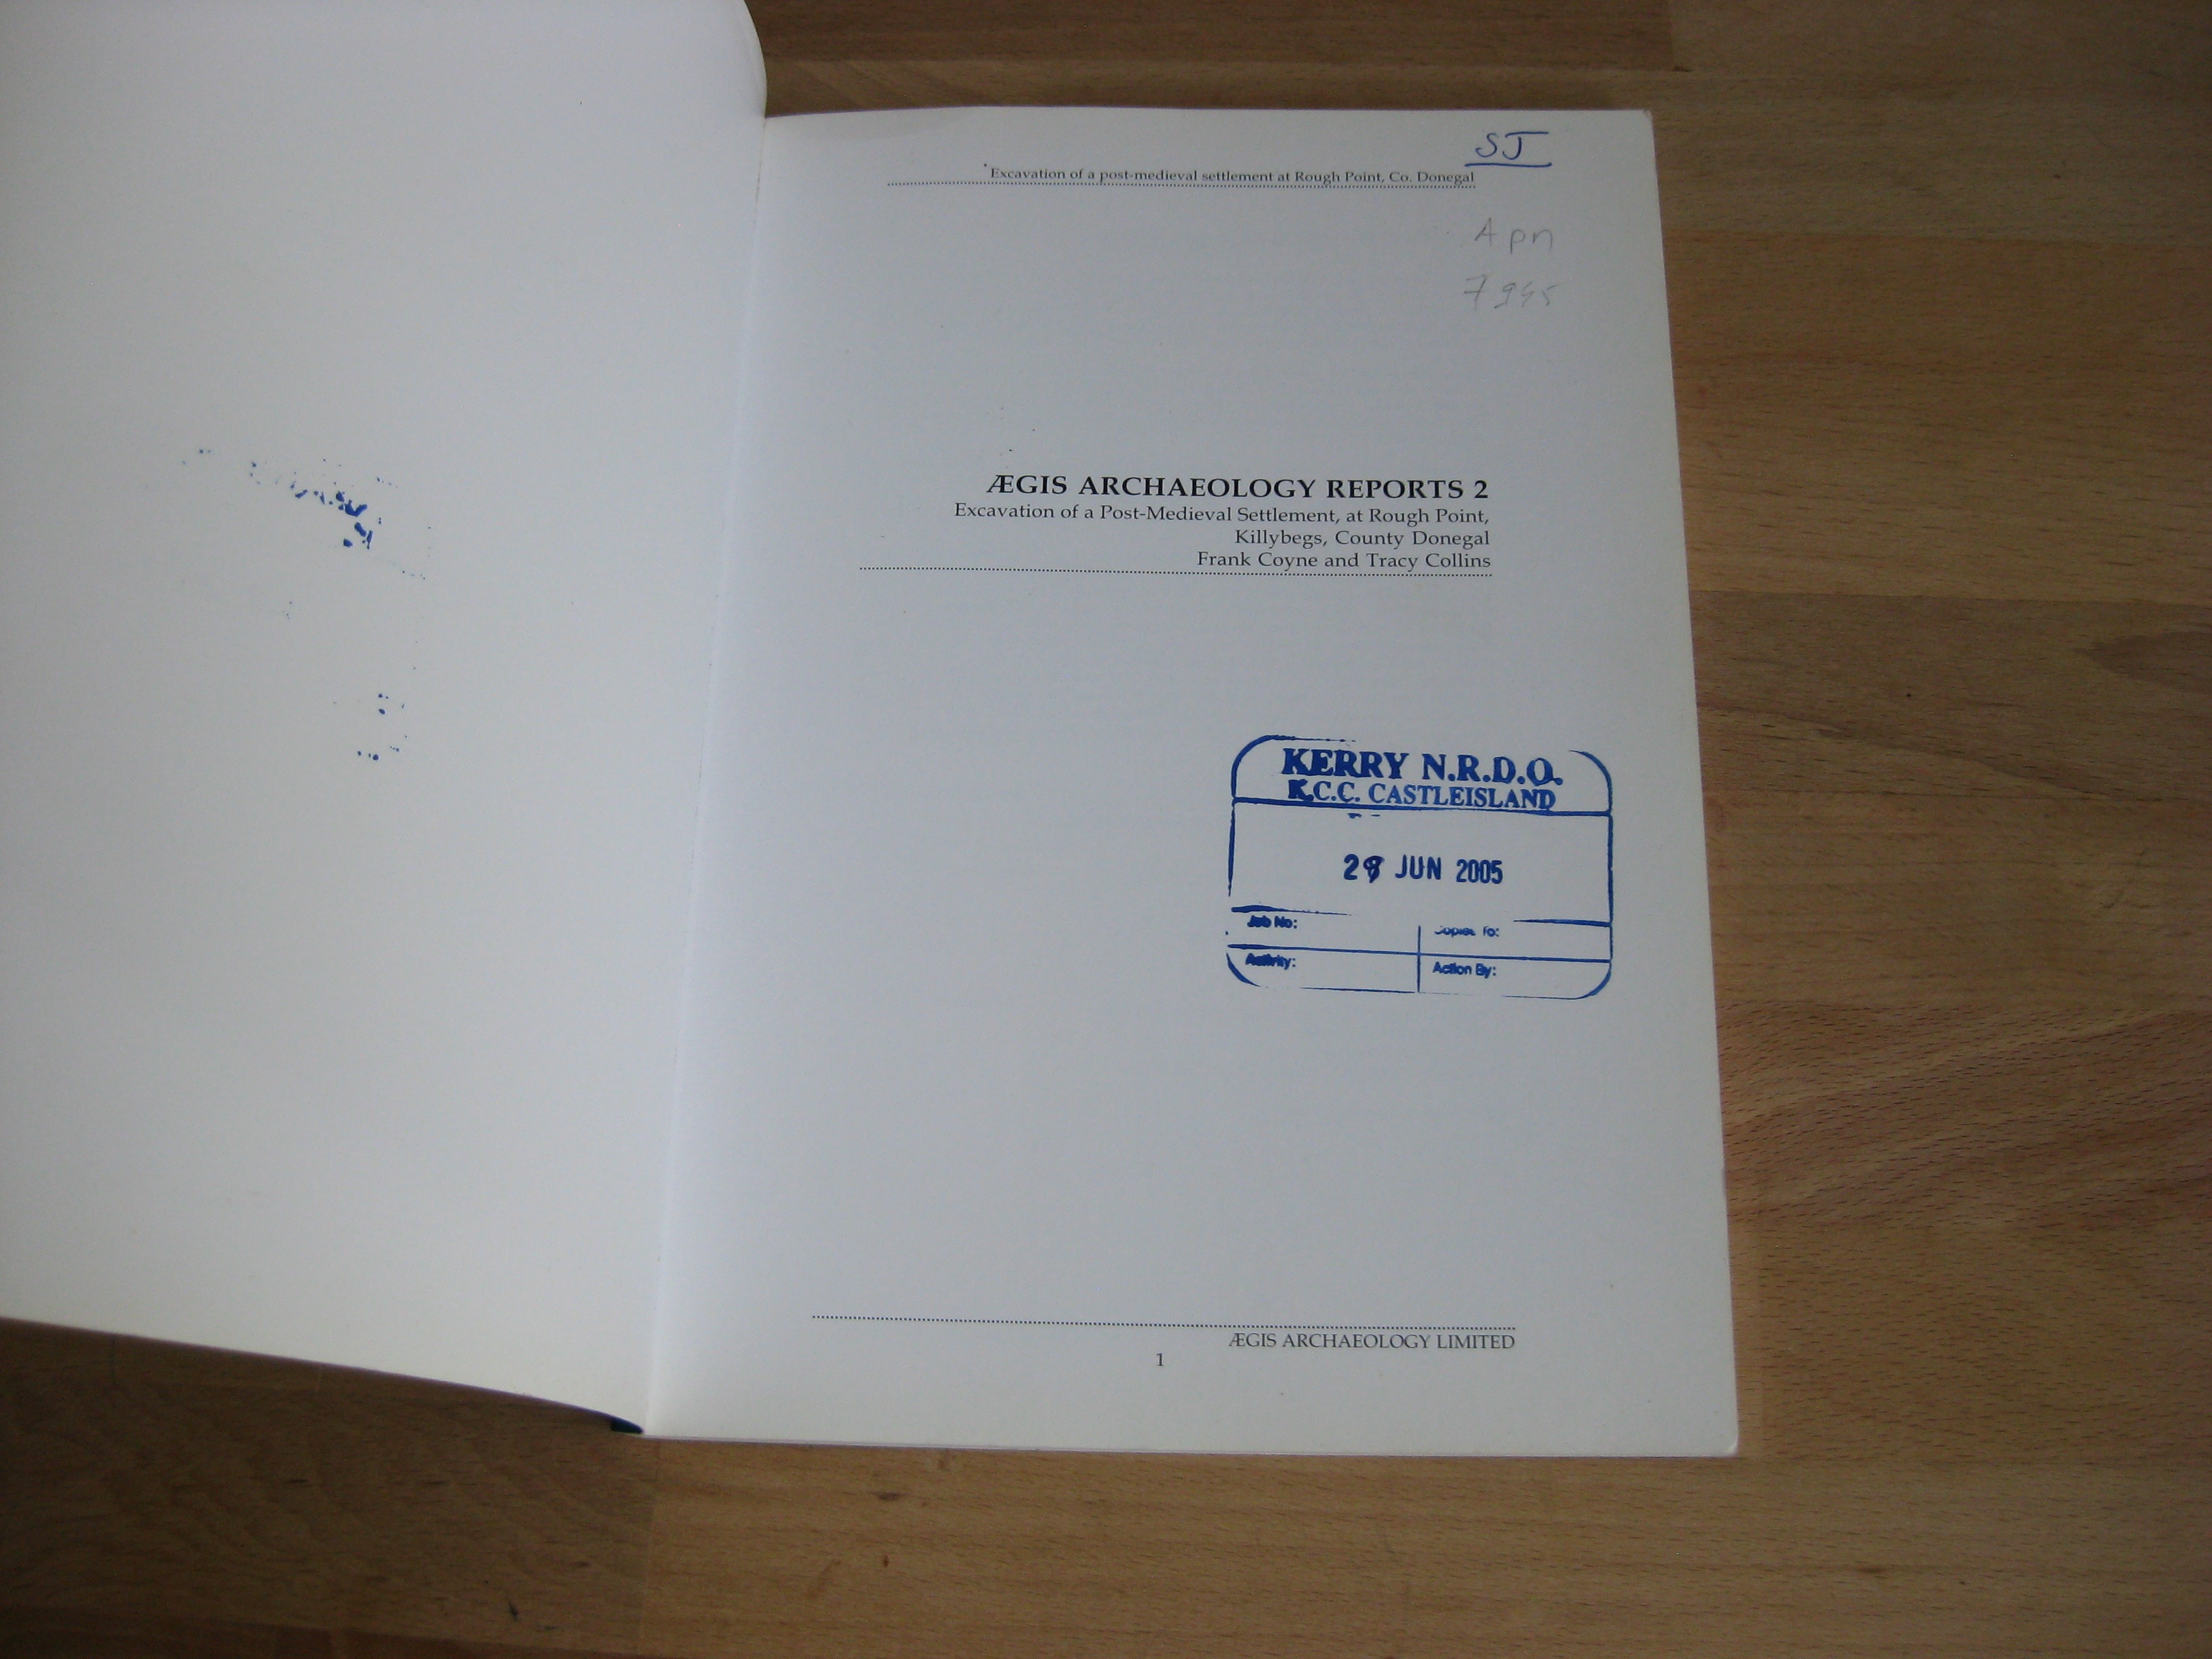 SJ
Excavation of a post-medieval settlement at Rough Point, Co. Donegal
Apn
ÆGIS ARCHAEOLOGY REPORTS 2
Excavation of a Post-Medieval Settlement, at Rough Point,
Killybegs, County Donegal
Frank Coyne and Tracy Collins
KERRY N.R.D.O.
K.C.C. CASTLEISLAND
JUN 2005
Job No:
Copies To:
Activity:
Action By:
ÆGIS ARCHAEOLOGY LIMITED
1